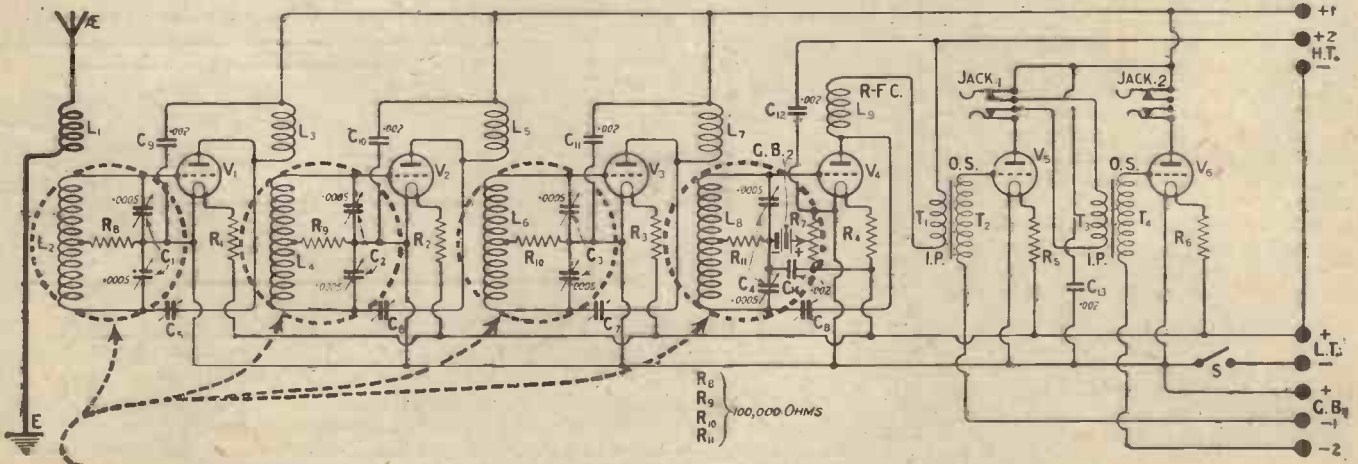 Æ
+1
+2
H.T.
-
L1
C9 .002
L3
C10 .002
L5
C11 .002
L7
C12 .002
R-F C.
L9
JACK.1
JACK.2
G.B.2
V1
V2
V3
V4
V5
V6
O.S.
O.S.
.0005
.0005
.0005
.0005
L2
R8
C1
R1
L4
R9
C2
R2
L6
R10
C3
R3
L8
R11
- +
R7
R4
T1
T2
R5
T3
T4
R6
I.P.
I.P.
.0005
.0005
.0005
.0005
C4
.002
C13
.002
C5
C6
C7
C8
+
L.T.
-
S
+
G.B.
-1
-2
E
R8
R9
R10
R11
100,000 OHMS